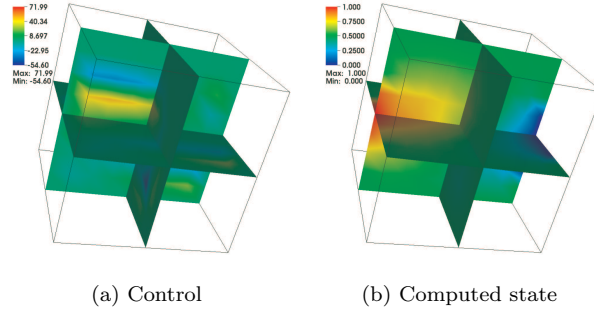 71.99
40.34
8.697
-22.95
-54.60
Max: 71.99
Min: -54.60
1.000
0.7500
0.5000
0.2500
0.000
Max: 1.000
Min: 0.000
(a) Control
(b) Computed state